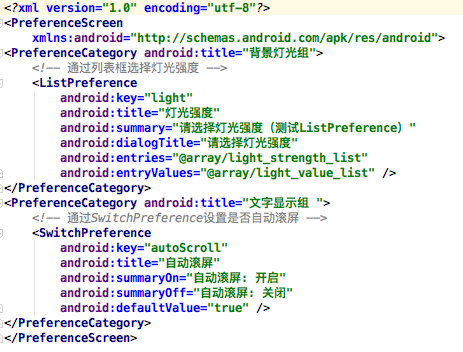 <?xml version="1.0" encoding="utf-8"?>
<PreferenceScreen
xmlns:android="http://schemas.android.com/apk/res/android">
<PreferenceCategory android:title="背景灯光组">
<!-- 通过列表框选择灯光强度 -->
<ListPreference
android:key="light"
android:title="灯光强度"
android:summary="请选择灯光强度（测试ListPreference）"
android:dialogTitle="请选择灯光强度"
android:entries="@array/light_strength_list"
android:entryValues="@array/light_value_list" />
</PreferenceCategory>
<PreferenceCategory android:title="文字显示组 ">
<!-- 通过SwitchPreference设置是否自动滚屏 -->
<SwitchPreference
android:key="autoScroll"
android:title="自动滚屏"
android:summaryOn="自动滚屏: 开启"
android:summaryOff="自动滚屏: 关闭"
android:defaultValue="true" />
</PreferenceCategory>
</PreferenceScreen>